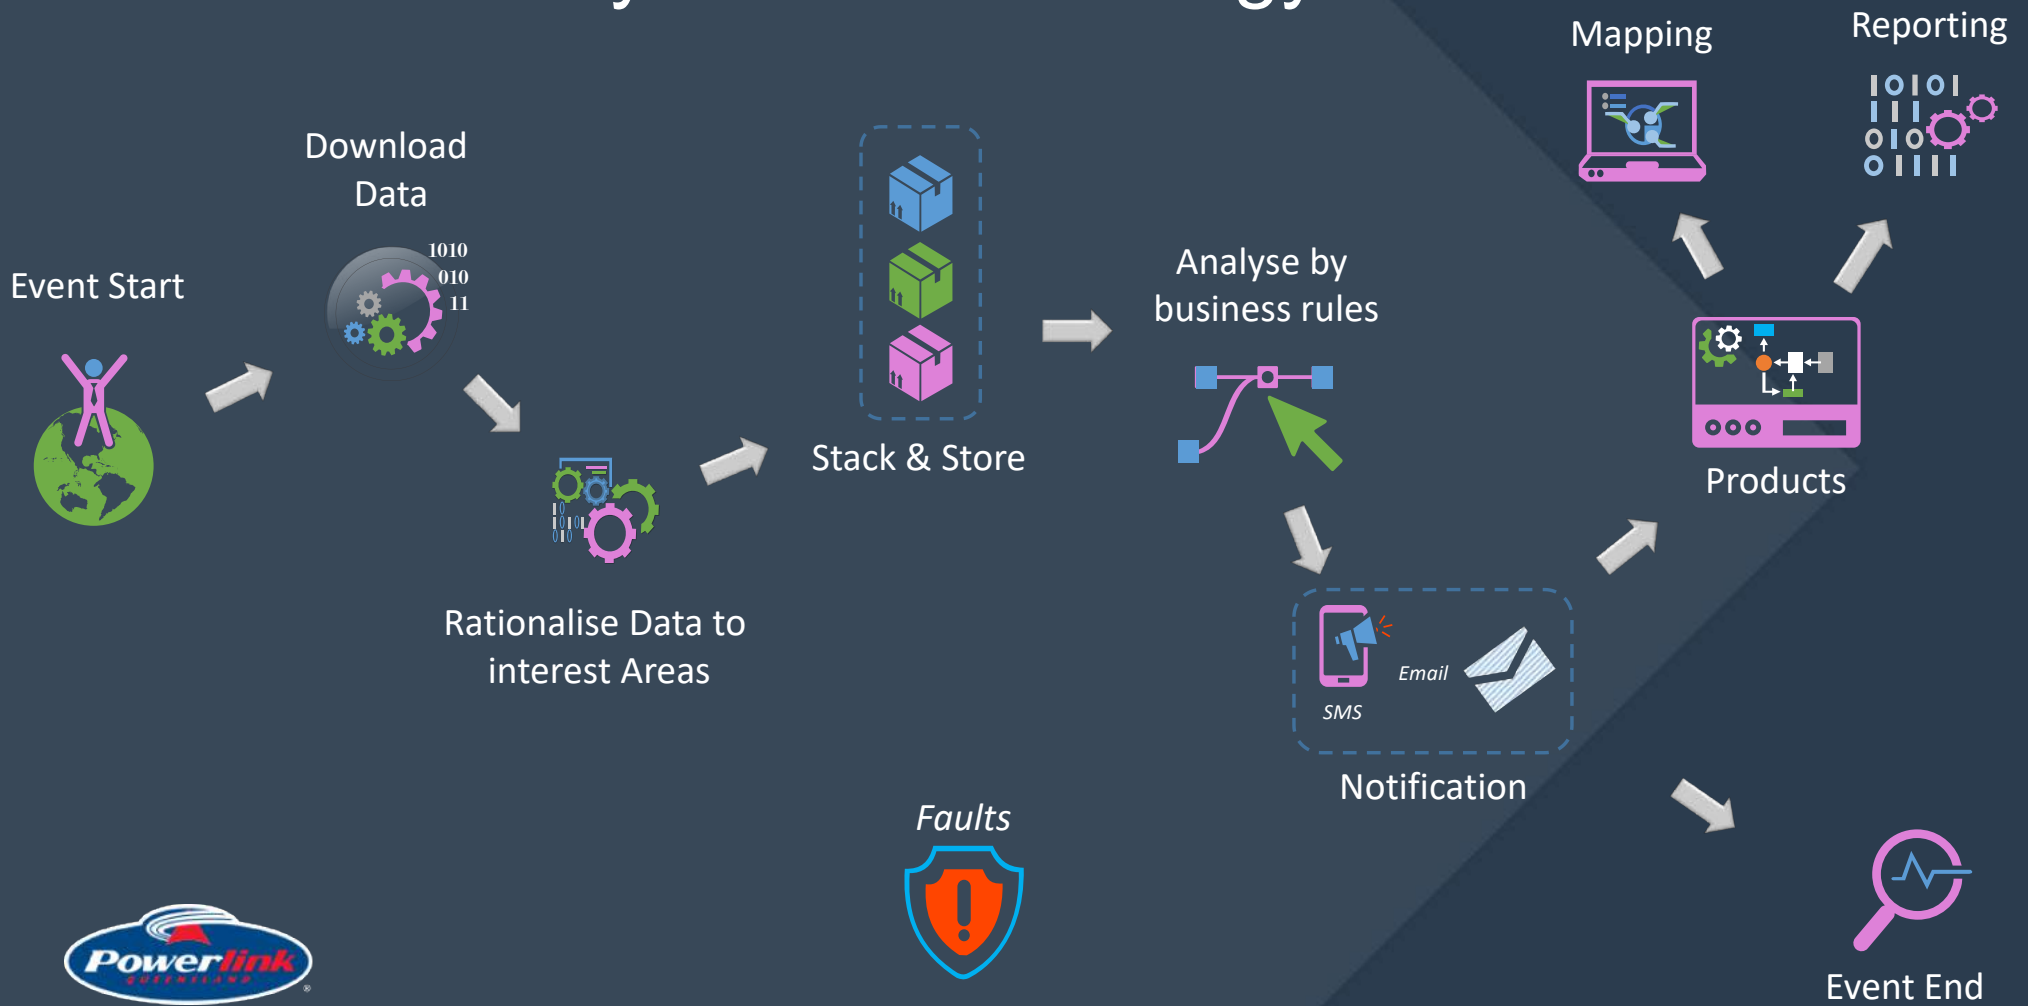 Mapping
Reporting
Download
Data
1010
010
11
Event Start
Analyse by
business rules
Stack & Store
Products
Rationalise Data to
interest Areas
Email
SMS
Notification
Faults
Powerlink
QUEENSLAND
Event End